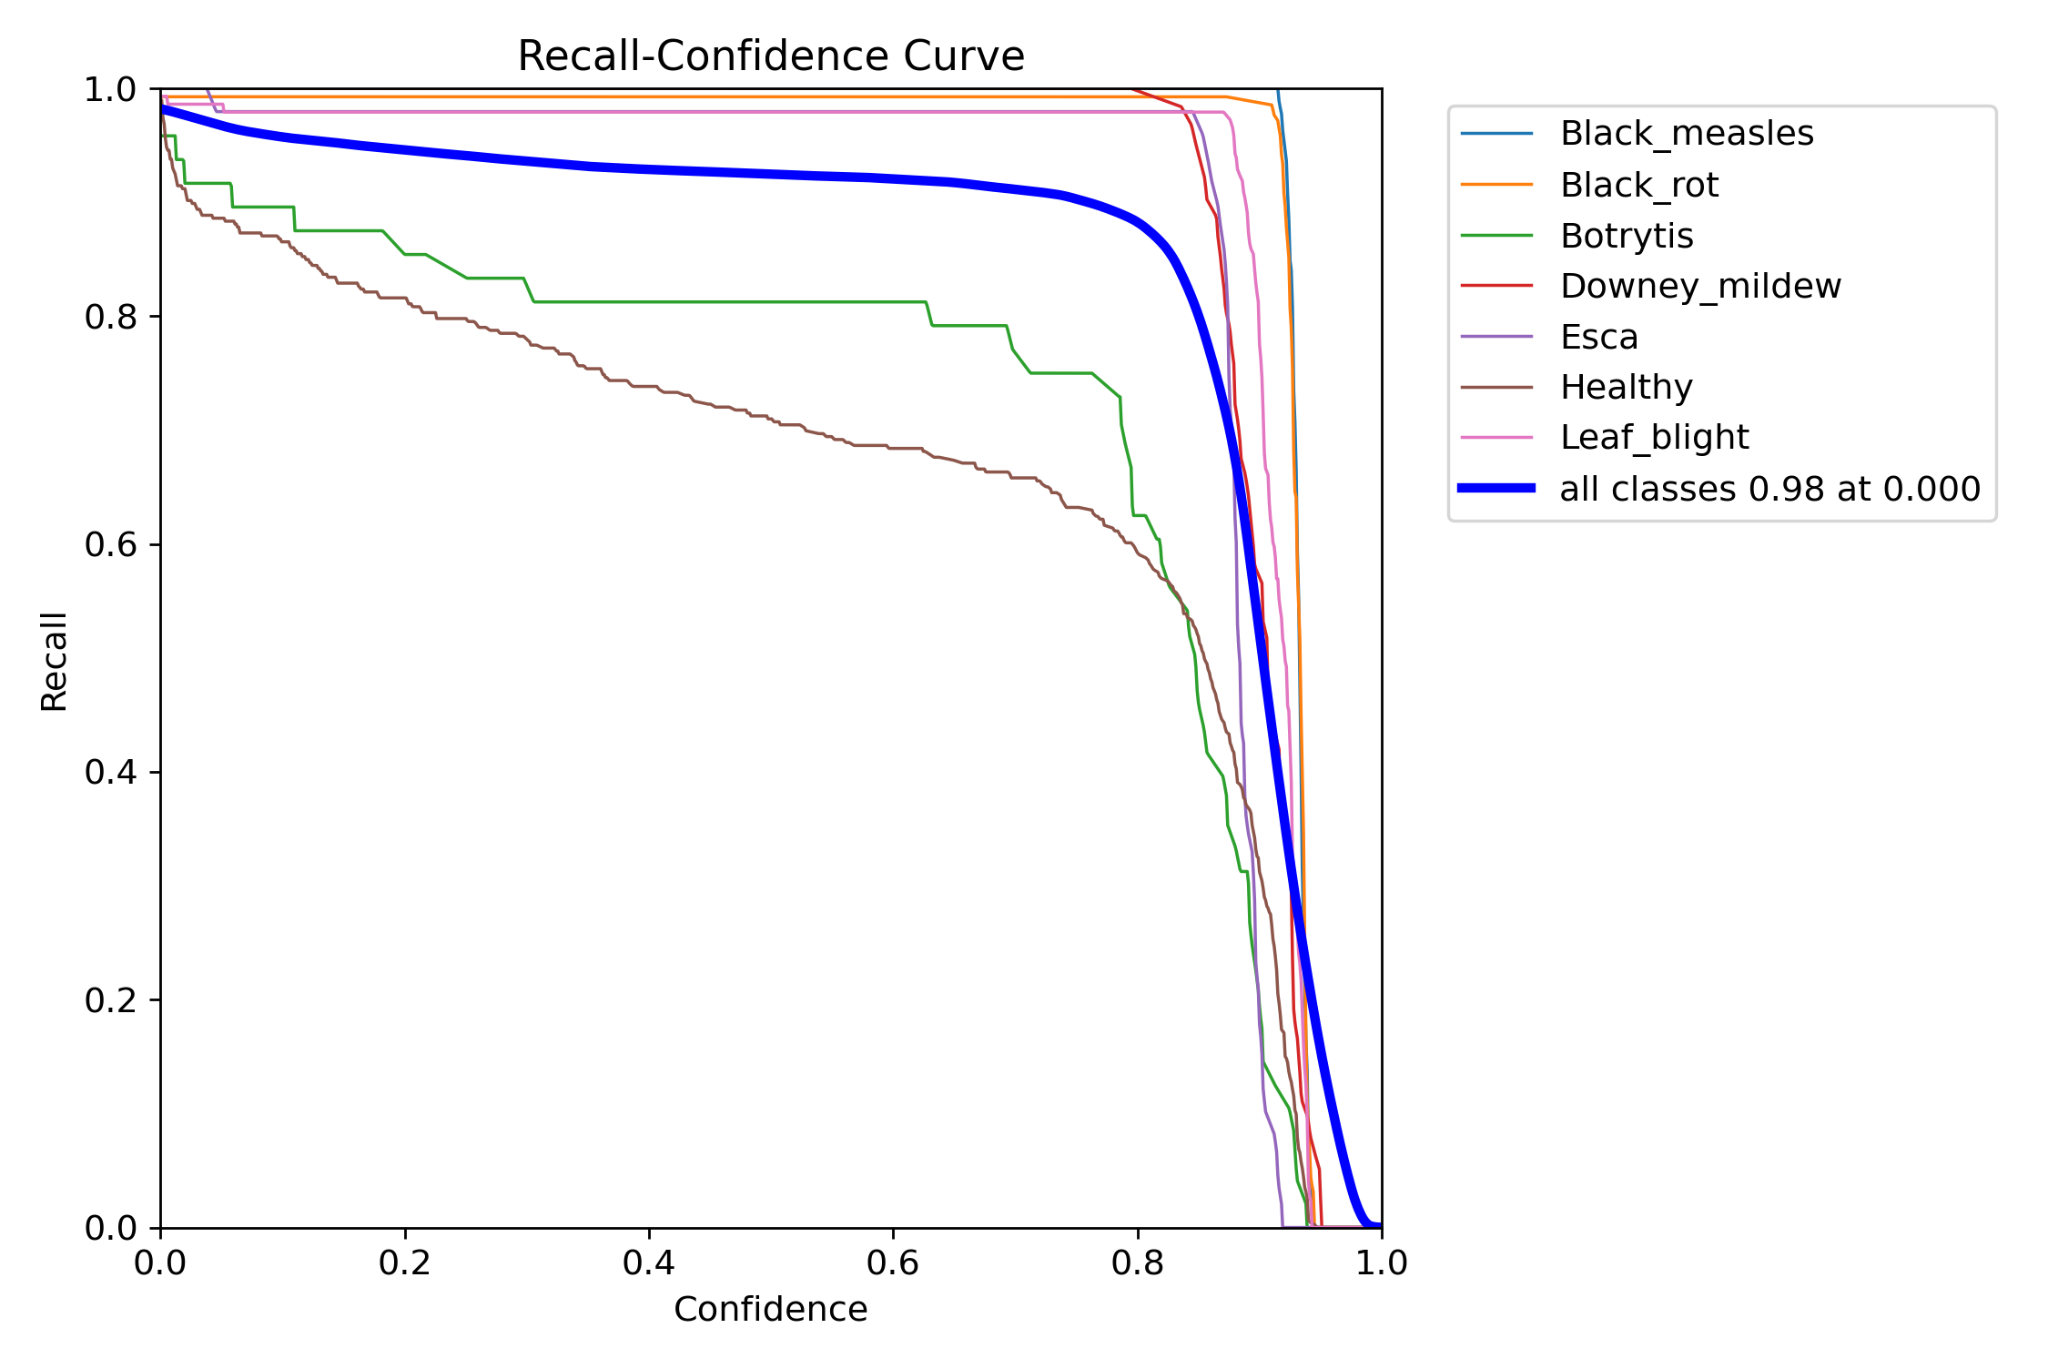 Recall-Confidence Curve
1.0
0.8
0.6
0.4
0.2
0.0
Recall
0.0 0.2 0.4 0.6 0.8 1.0
Confidence
Black_measles
Black_rot
Botrytis
Downey_mildew
Esca
Healthy
Leaf_blight
all classes 0.98 at 0.000